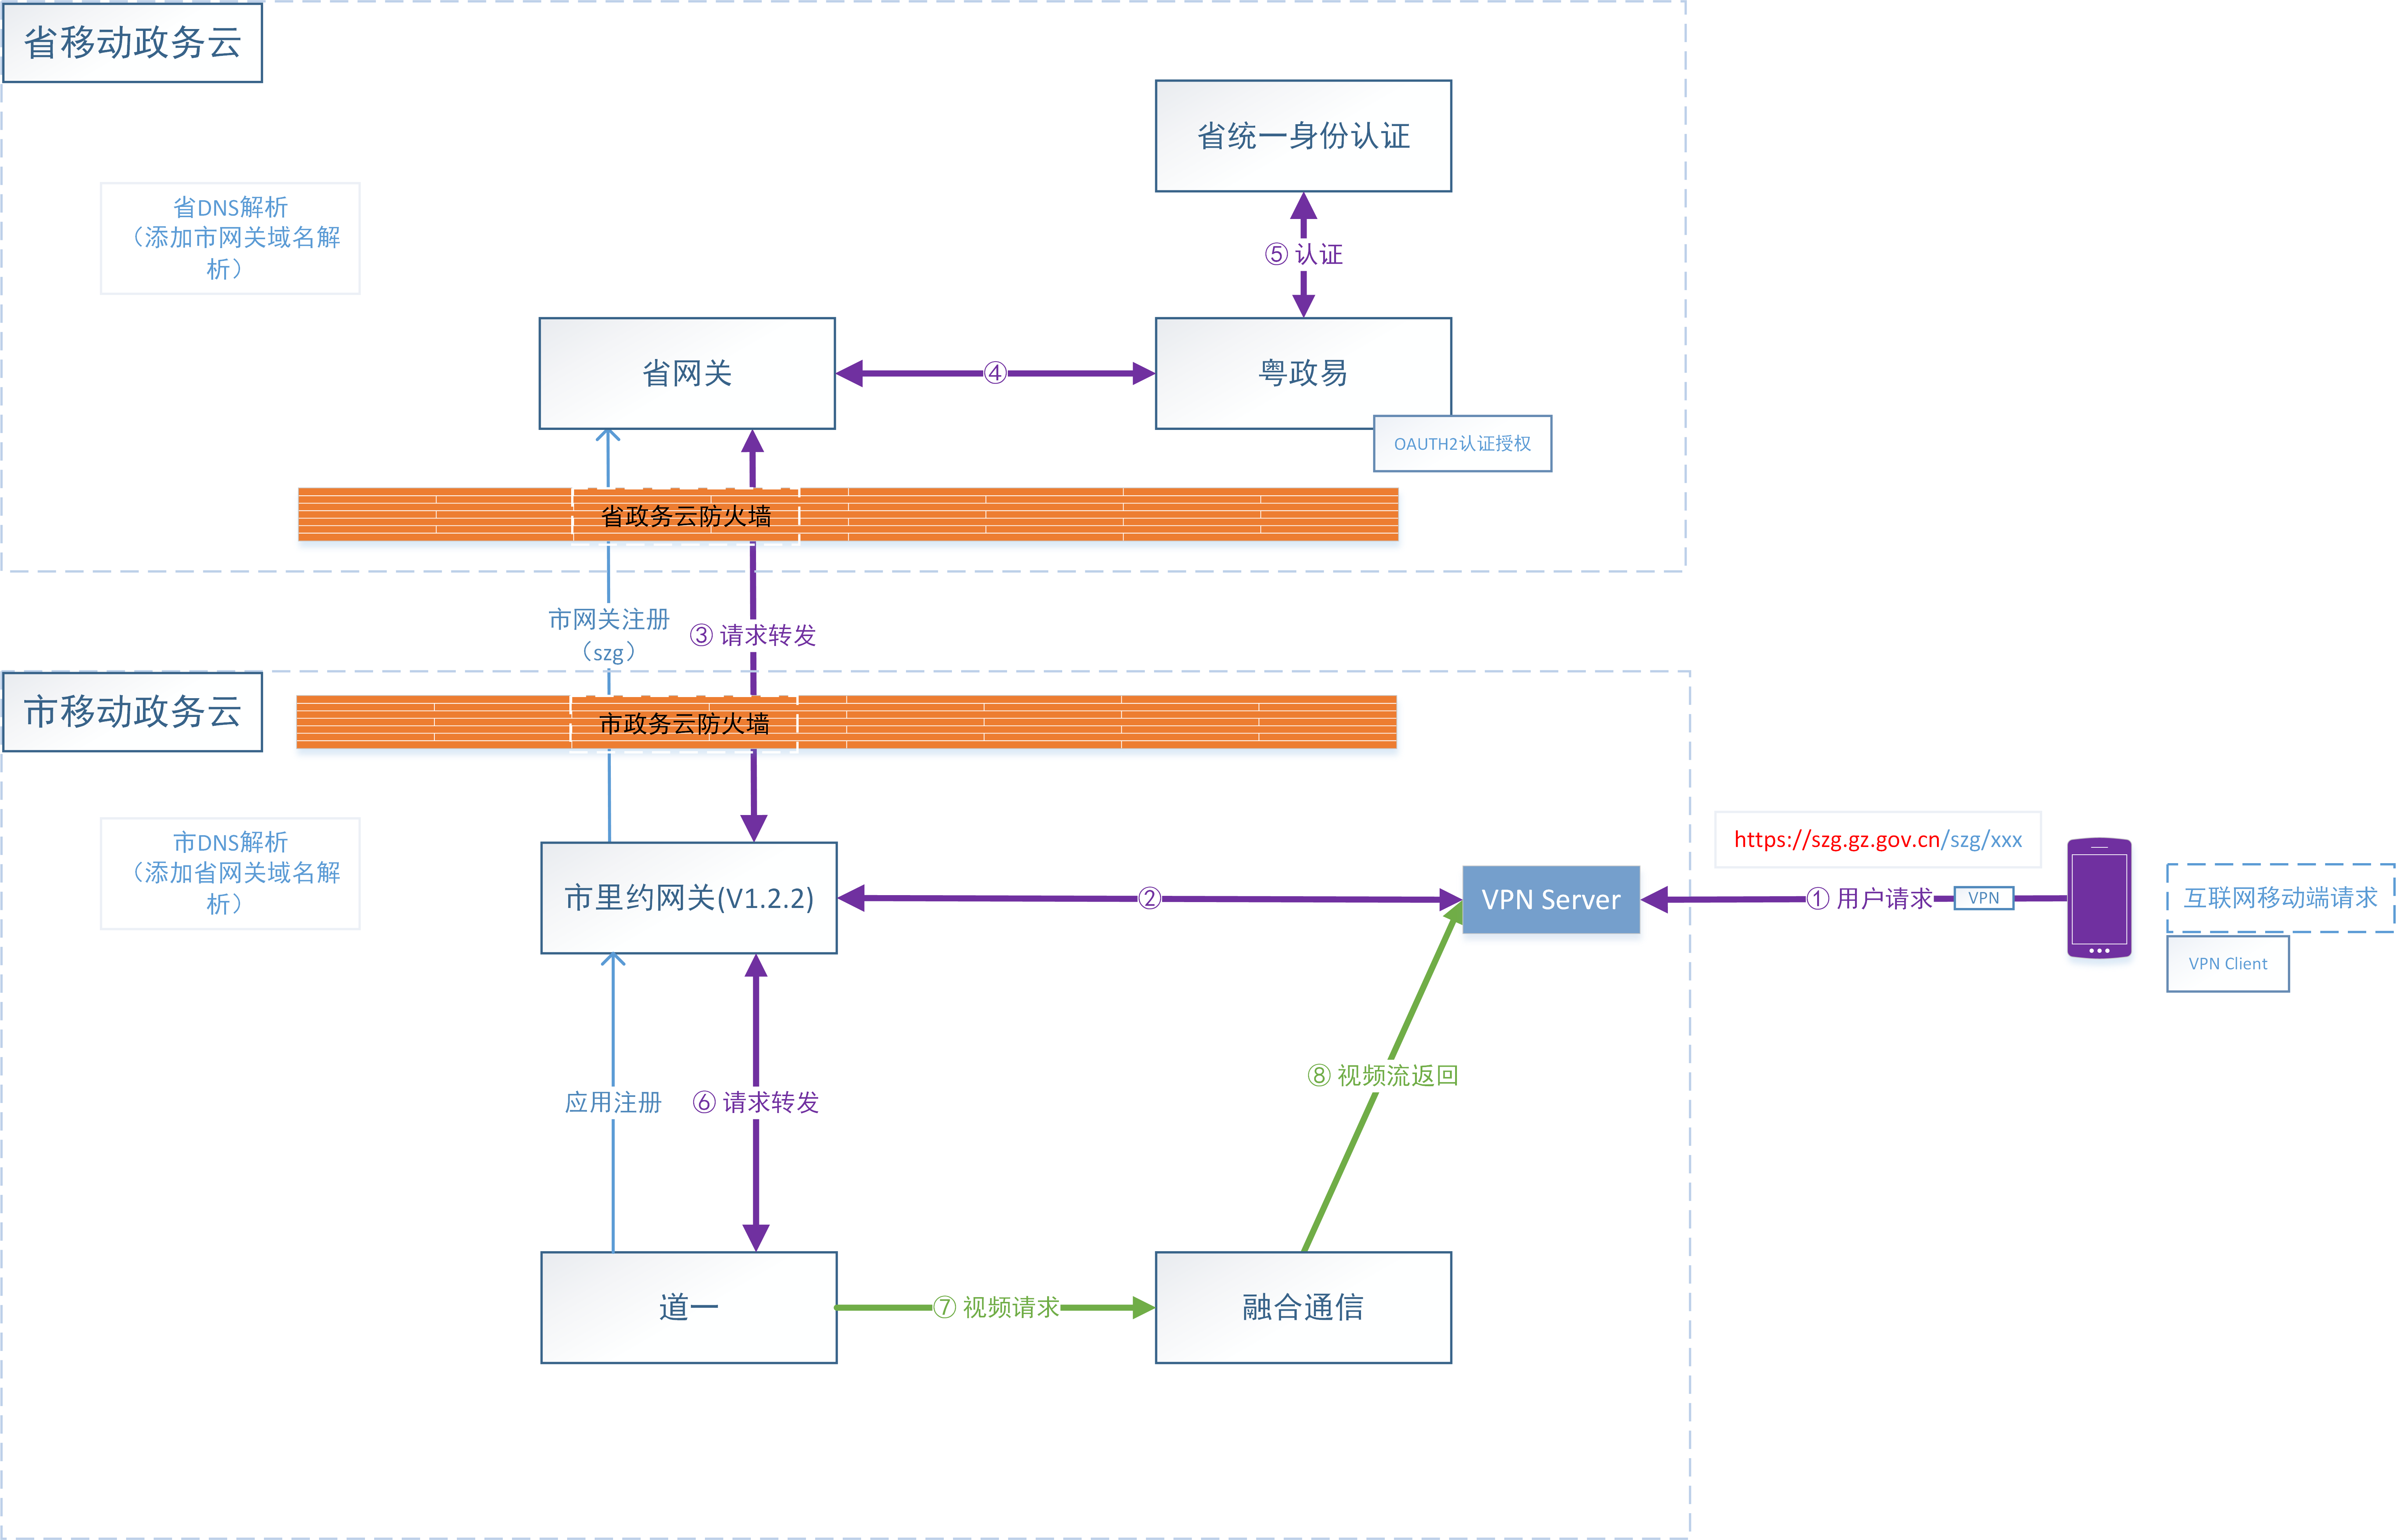 省移动政务云
省统一身份认证
省DNS解析
（添加市网关域名解
析）
⑤ 认证
省网关
④
粤政易
OAUTH2认证授权
省政务云防火墙
市网关注册
（szg）
③ 请求转发
市移动政务云
市政务云防火墙
市DNS解析
（添加省网关域名解
析）
市里约网关(V1.2.2)
②
VPN Server
https://szg.gz.gov.cn/szg/xxx
① 用户请求
VPN
互联网移动端请求
VPN Client
⑧ 视频流返回
应用注册
⑥ 请求转发
道一
⑦ 视频请求
融合通信